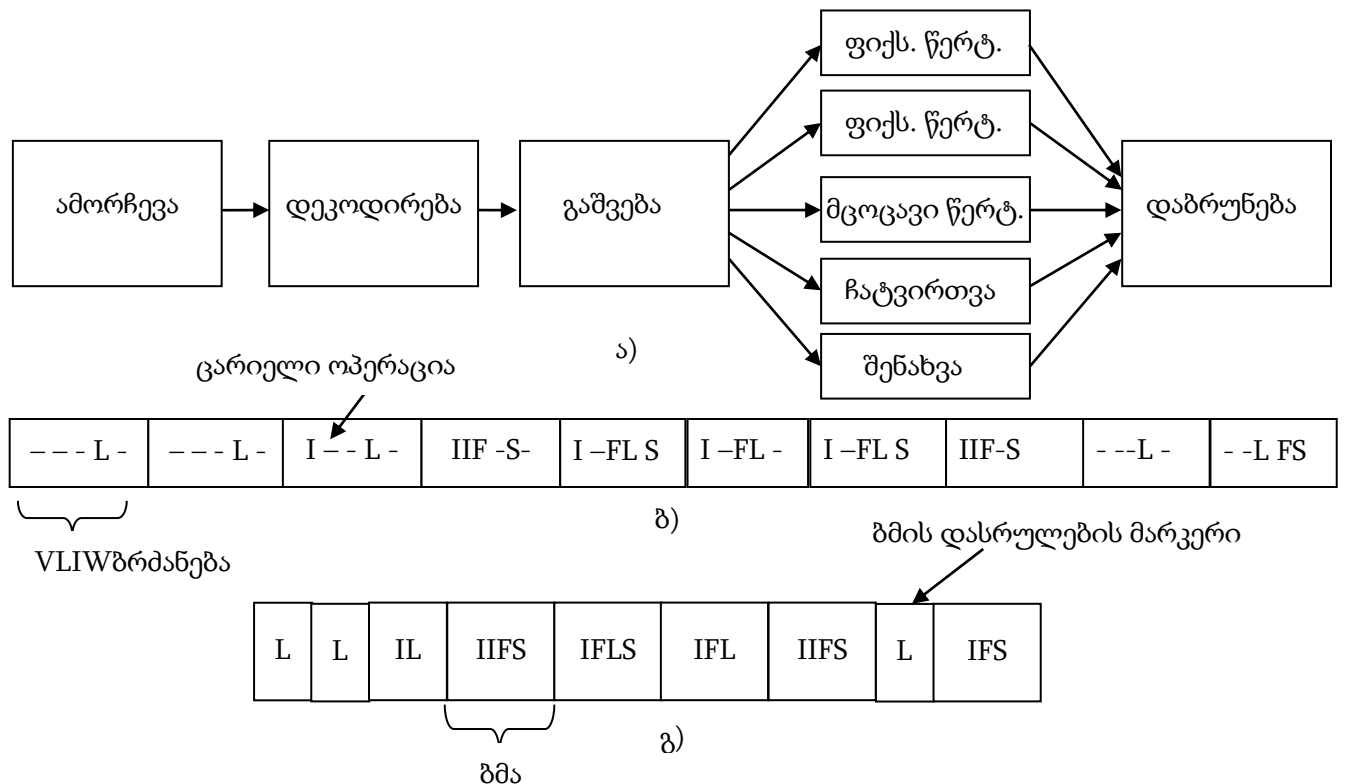 ფიქს. წერტ.
ფიქს. წერტ.
ამორჩევა
დეკოდირება
გაშვება
მცოცავი წერტ.
დაბრუნება
ჩატვირთვა
შენახვა
ა)
ცარიელი ოპერაცია
– – - L -
– – - L -
I – - L -
IIF -S-
I –FL S
I –FL -
I –FL S
IIF-S
- --L -
- -L FS
ბ)
VLIWბრძანება
ბმის დასრულების მარკერი
L
L
IL
IIFS
IFLS
IFL
IIFS
L
IFS
გ)
ბმა